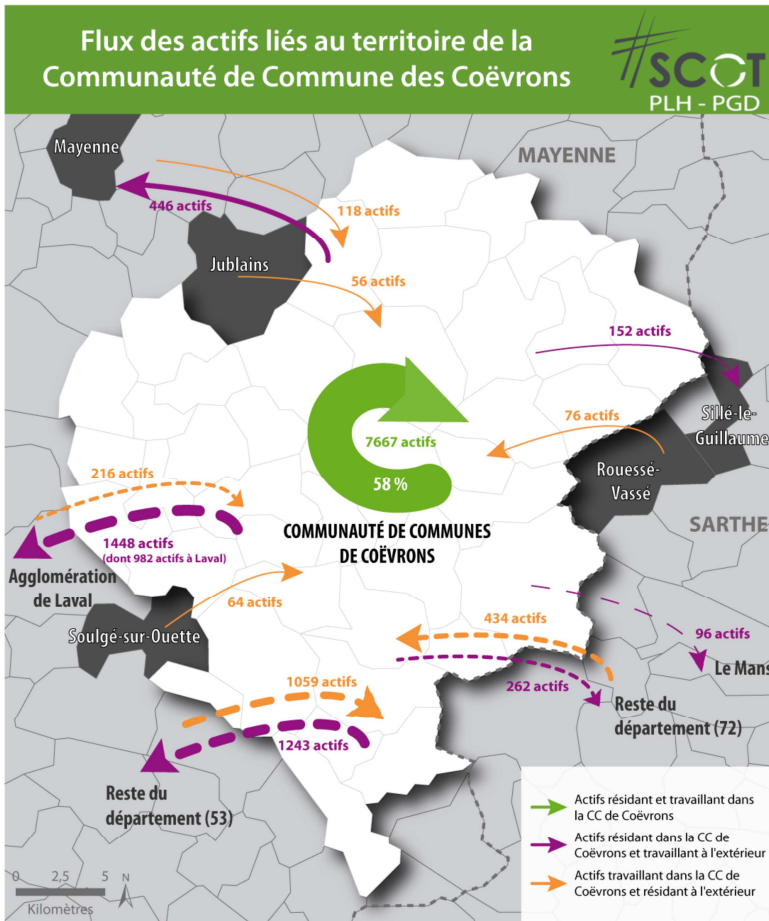 Flux des actifs liés au territoire de la
Communauté de Commune des Coëvrons
SCOT
PLH - PGD
Mayenne
MAYENNE
446 actifs
118 actifs
Jublains
56 actifs
152 actifs
Sillé-le-
Guillaume
76 actifs
Rouessé-
Vassé
7667 actifs
58 %
216 actifs
SARTHE
COMMUNAUTÉ DE COMMUNES
DE COËVRONS
1448 actifs
(dont 982 actifs à Laval)
Agglomération
de Laval
64 actifs
Soulgé-sur-Ouette
434 actifs
96 actifs
Le Mans
262 actifs
1059 actifs
Reste du
département (72)
1243 actifs
Reste du
département (53)
Actifs résidant et travaillant dans
la CC de Coëvrons
Actifs résidant dans la CC de
Coëvrons et travaillant à l'extérieur
Actifs travaillant dans la CC de
Coëvrons et résidant à l'extérieur
0 2,5 5 N
Kilomètres